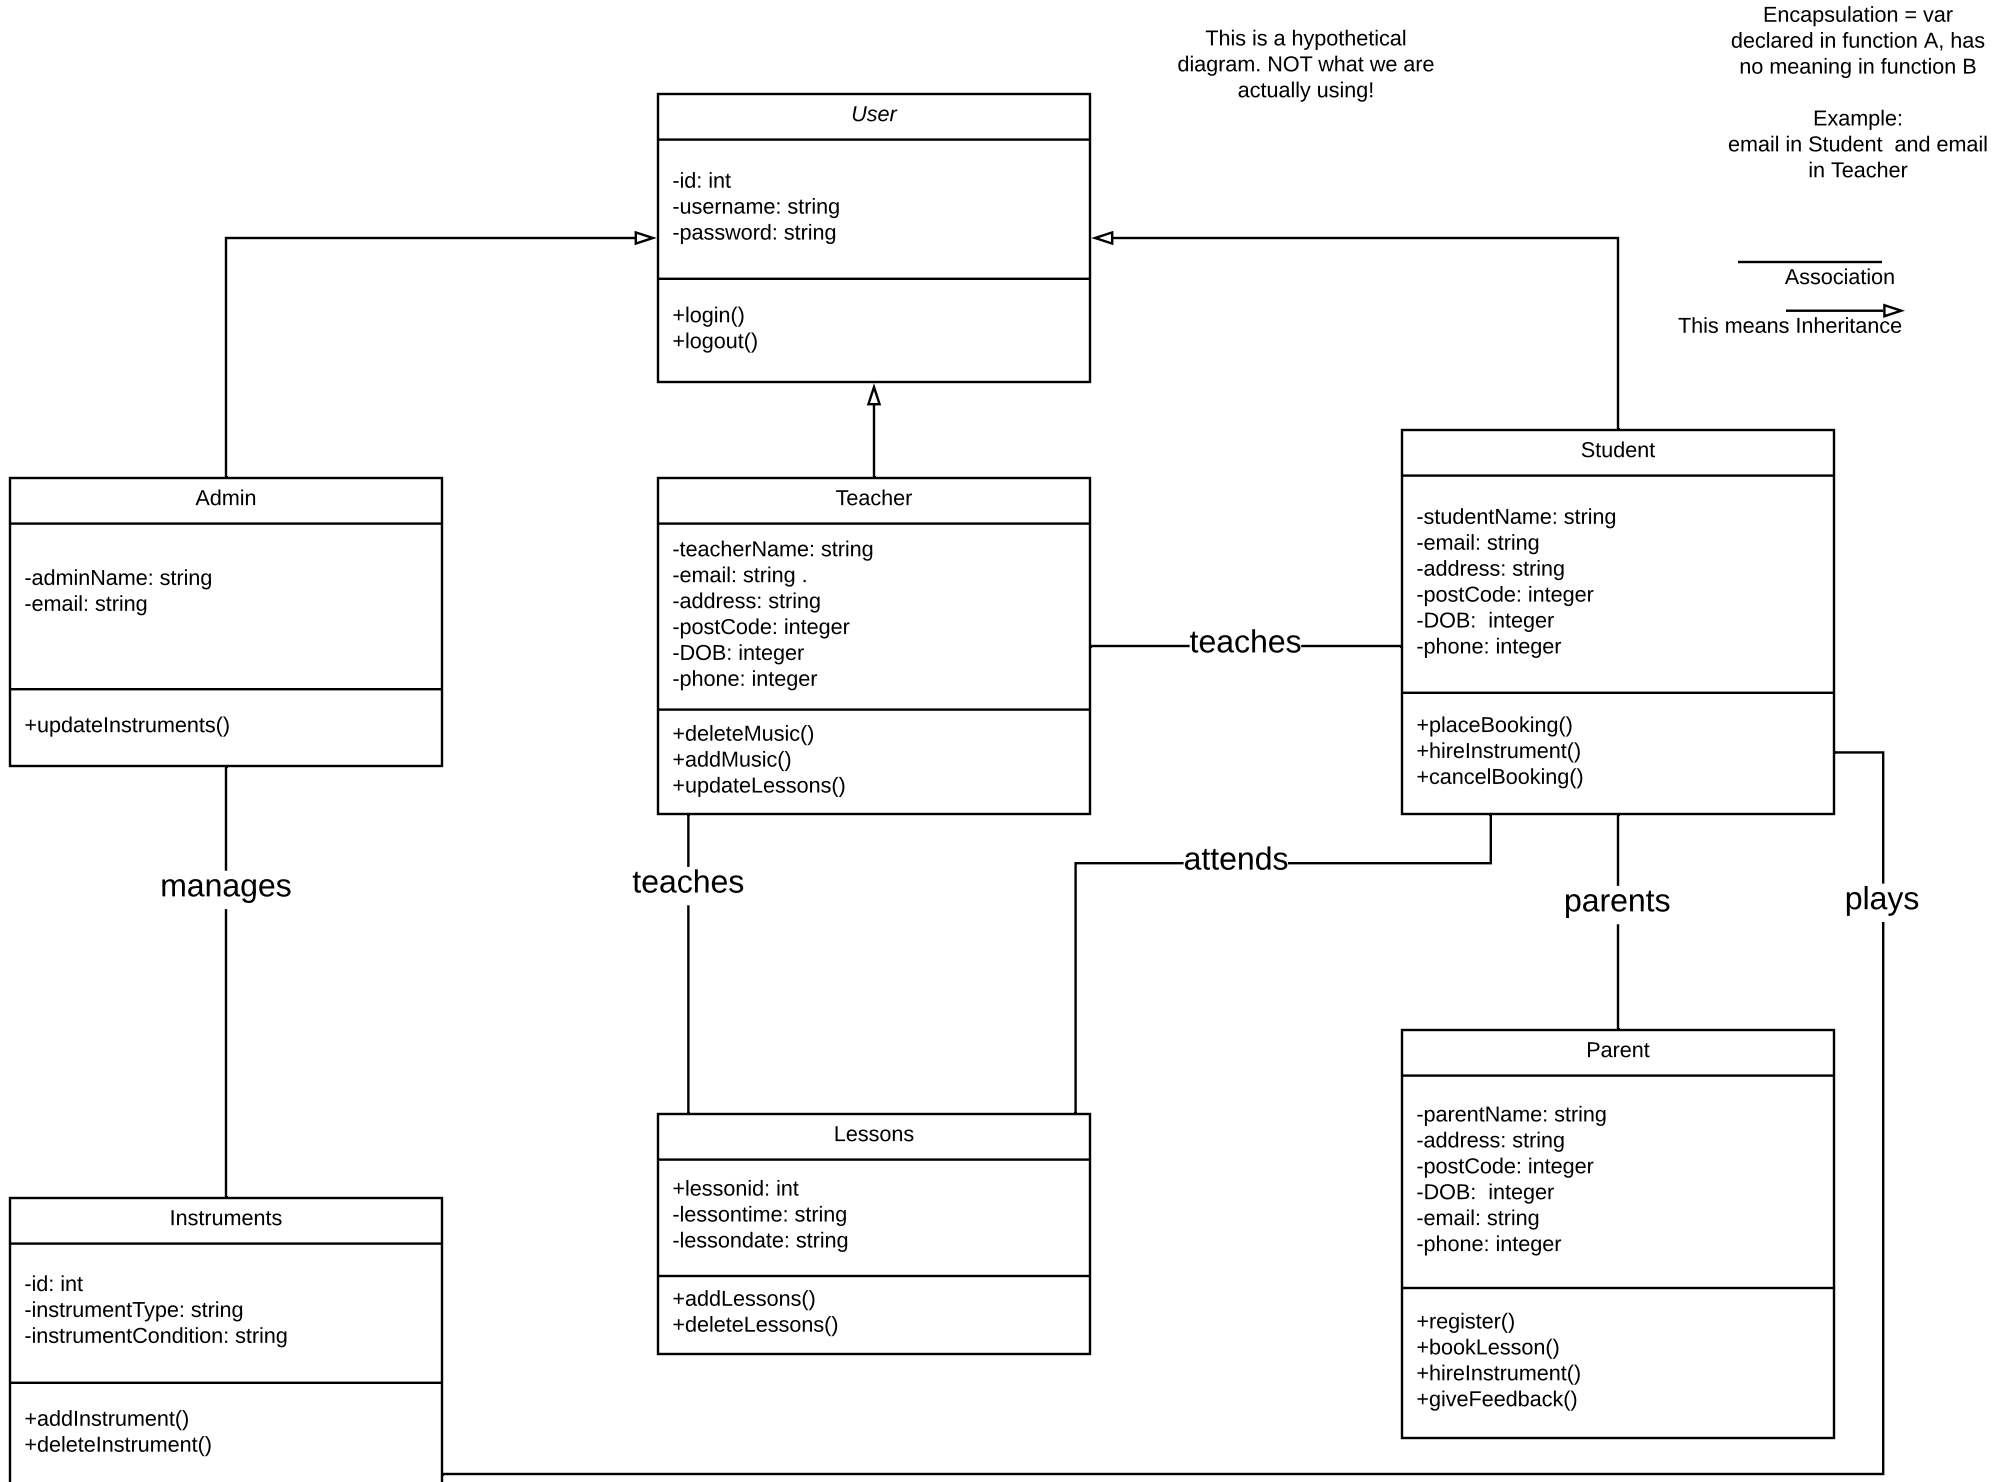 Encapsulation = var
declared in function A, has
no meaning in function B
Example:
email in Student  and email
in Teacher
This is a hypothetical
diagram. NOT what we are
actually using!
Association
This means Inheritance
User
-id: int
-username: string
-password: string
+login()
+logout()
Admin
-adminName: string
-email: string
+updateInstruments()
Teacher
-teacherName: string
-email: string .
-address: string
-postCode: integer
-DOB: integer
-phone: integer
+deleteMusic()
+addMusic()
+updateLessons()
teaches
Student
-studentName: string
-email: string
-address: string
-postCode: integer
-DOB:  integer
-phone: integer
+placeBooking()
+hireInstrument()
+cancelBooking()
manages
teaches
attends
parents
plays
Instruments
-id: int
-instrumentType: string
-instrumentCondition: string
+addInstrument()
+deleteInstrument()
Lessons
+lessonid: int
-lessontime: string
-lessondate: string
+addLessons()
+deleteLessons()
Parent
-parentName: string
-address: string
-postCode: integer
-DOB:  integer
-email: string
-phone: integer
+register()
+bookLesson()
+hireInstrument()
+giveFeedback()